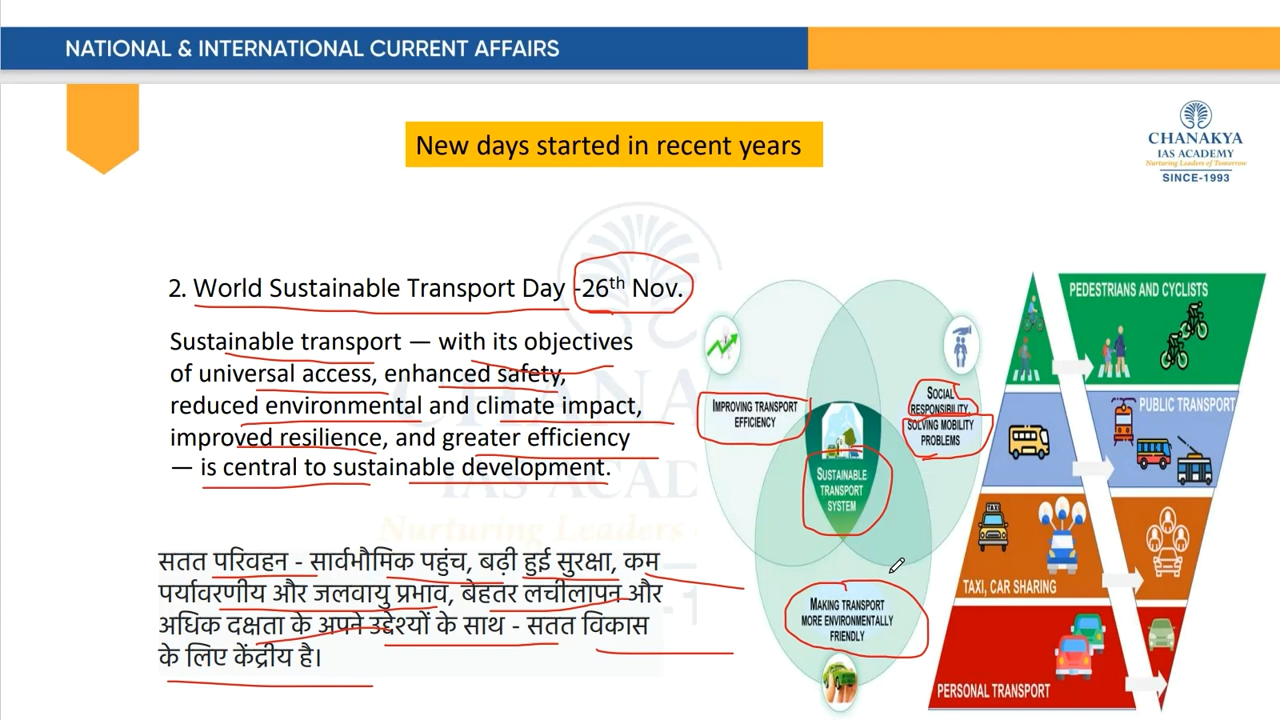 NATIONAL & INTERNATIONAL CURRENT AFFAIRS
New days started in recent years
CHANAKYA
IAS ACADEMY
Nurturing Leaders of Tomorrow
SINCE-1993
2. World Sustainable Transport Day -26th Nov.
Sustainable transport — with its objectives
of universal access, enhanced safety,
reduced environmental and climate impact,
improved resilience, and greater efficiency
— is central to sustainable development.
सतत परिवहन - सार्वभौमिक पहुंच, बढ़ी हुई सुरक्षा, कम
पर्यावरणीय और जलवायु प्रभाव, बेहतर लचीलापन और
अधिक दक्षता के अपने उद्देश्यों के साथ - सतत विकास
के लिए केंद्रीय है।
IMPROVING TRANSPORT
EFFICIENCY
SOCIAL
RESPONSIBILITY,
SOLVING MOBILITY
PROBLEMS
SUSTAINABLE
TRANSPORT
SYSTEM
MAKING TRANSPORT
MORE ENVIRONMENTALLY
FRIENDLY
PEDESTRIANS AND CYCLISTS
PUBLIC TRANSPORT
TAXI
TAXI, CAR SHARING
PERSONAL TRANSPORT